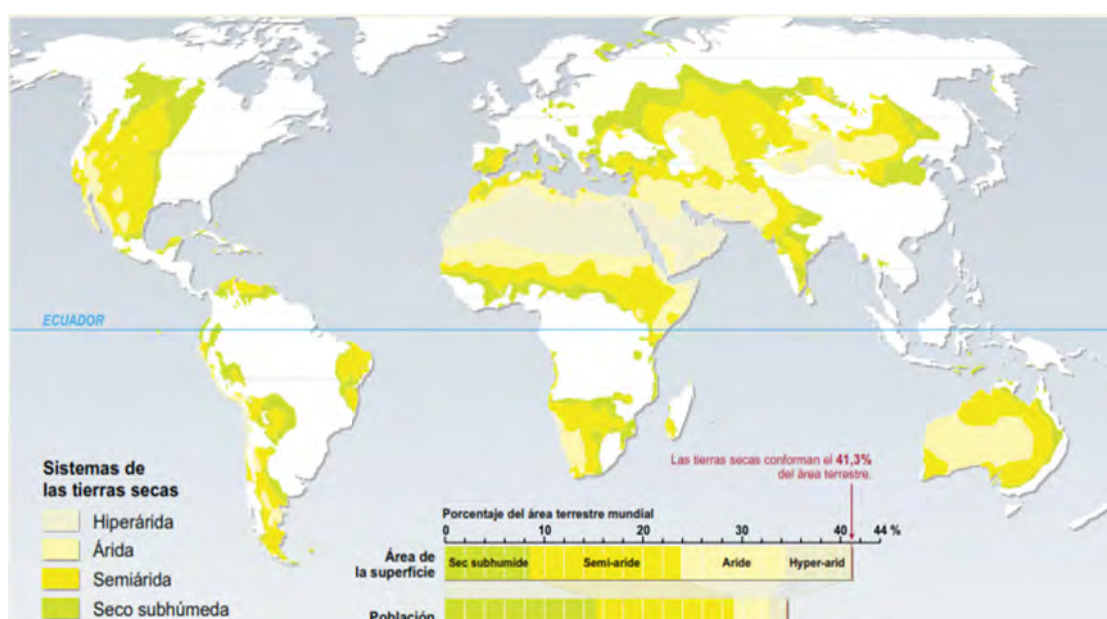 ECUADOR
Sistemas de
las tierras secas
Hiperárida
Árida
Semiárida
Seco subhúmeda
Las tierras secas conforman el 41,3%
del área terrestre.
Porcentaje del área terrestre mundial
0 10 20 30 40 44 %
Área de
la superficie
Sec subhumide Semi-aride Aride Hyper-arid
Población